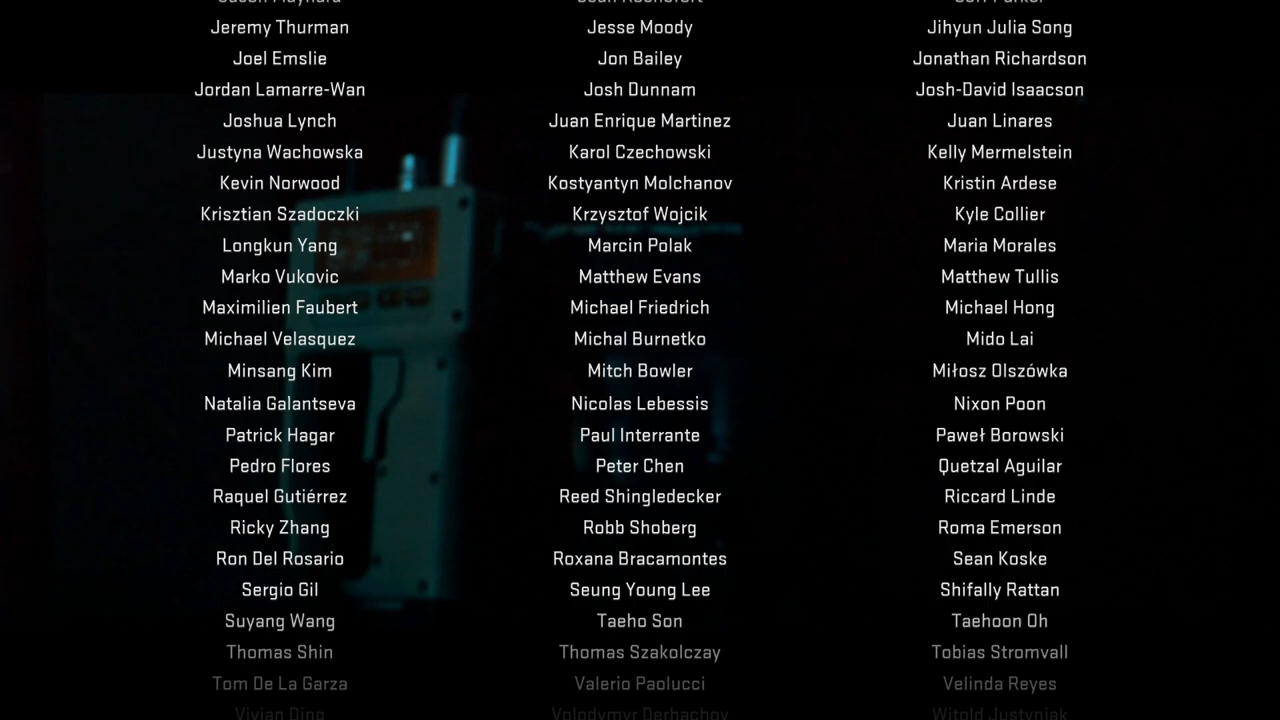 Jeremy Thurman Jesse Moody Jihyun Julia Song
Joel Emslie Jon Bailey Jonathan Richardson
Jordan Lamarre-Wan Josh Dunnam Josh-David Isaacson
Joshua Lynch Juan Enrique Martinez Juan Linares
Justyna Wachowska Karol Czechowski Kelly Mermelstein
Kevin Norwood Kostyantyn Molchanov Kristin Ardese
Krisztian Szadoczki Krzysztof Wojcik Kyle Collier
Longkun Yang Marcin Polak Maria Morales
Marko Vukovic Matthew Evans Matthew Tullis
Maximilien Faubert Michael Friedrich Michael Hong
Michael Velasquez Michal Burnetko Mido Lai
Minsang Kim Mitch Bowler Miłosz Olszówka
Natalia Galantseva Nicolas Lebessis Nixon Poon
Patrick Hagar Paul Interrante Paweł Borowski
Pedro Flores Peter Chen Quetzal Aguilar
Raquel Gutiérrez Reed Shingledecker Riccard Linde
Ricky Zhang Robb Shoberg Roma Emerson
Ron Del Rosario Roxana Bracamontes Sean Koske
Sergio Gil Seung Young Lee Shifally Rattan
Suyang Wang Taeho Son Taehoon Oh
Thomas Shin Thomas Szakolczay Tobias Stromvall
Tom De La Garza Valerio Paolucci Velinda Reyes
Vivian Ding Volodymyr Derhachov Witold Justyniak